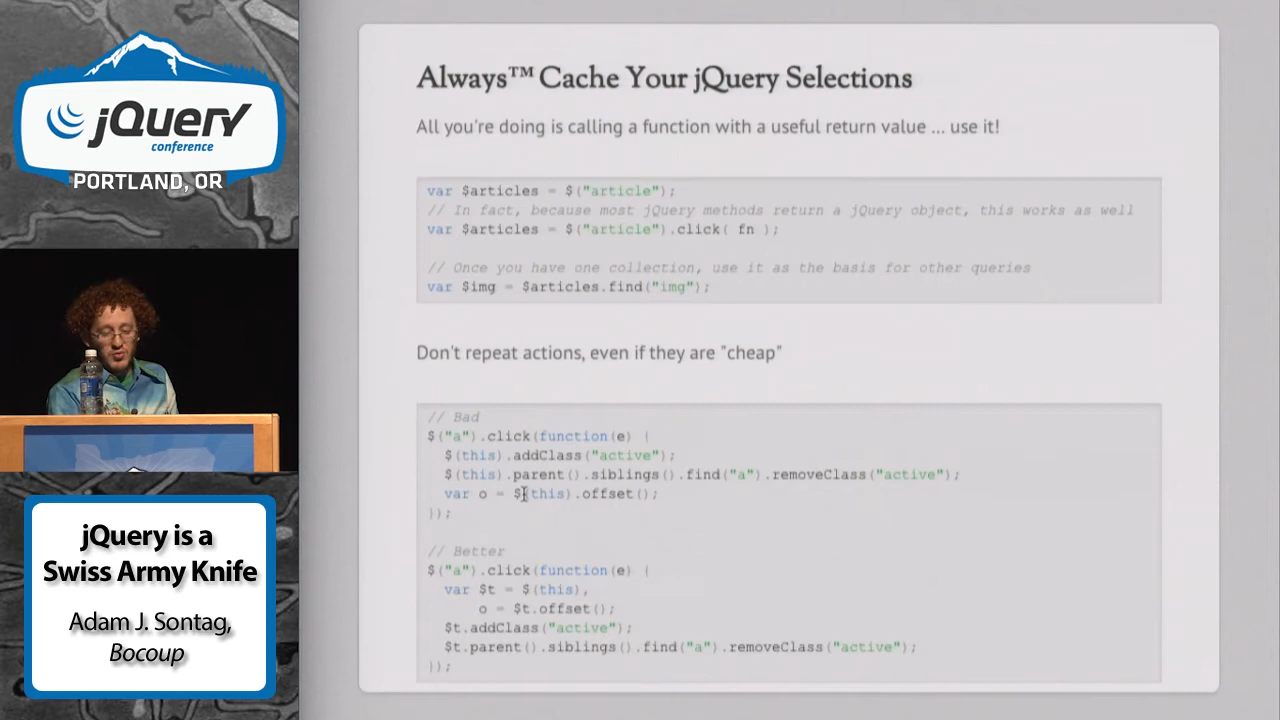 jQuery
conference
PORTLAND, OR
jQuery is a
Swiss Army Knife
Adam J. Sontag,
Bocoup
Always™ Cache Your jQuery Selections
All you're doing is calling a function with a useful return value ... use it!
var $articles = $("article");
// In fact, because most jQuery methods return a jQuery object, this works as well
var $articles = $("article").click( fn );
// Once you have one collection, use it as the basis for other queries
var $img = $articles.find("img");
Don't repeat actions, even if they are "cheap"
// Bad
$("a").click(function(e) {
$(this).addClass("active");
$(this).parent().siblings().find("a").removeClass("active");
var o = $(this).offset();
});
// Better
$("a").click(function(e) {
var $t = $(this),
o = $t.offset();
$t.addClass("active");
$t.parent().siblings().find("a").removeClass("active");
});